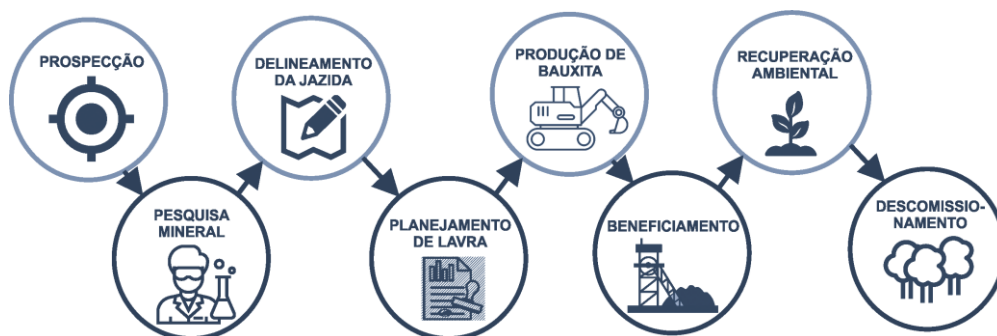 PROSPECÇÃO
PESQUISA
MINERAL
DELINEAMENTO
DA JAZIDA
PLANEJAMENTO
DE LAVRA
PRODUÇÃO DE
BAUXITA
BENEFICIAMENTO
RECUPERAÇÃO
AMBIENTAL
DESCOMISSIO-
NAMENTO